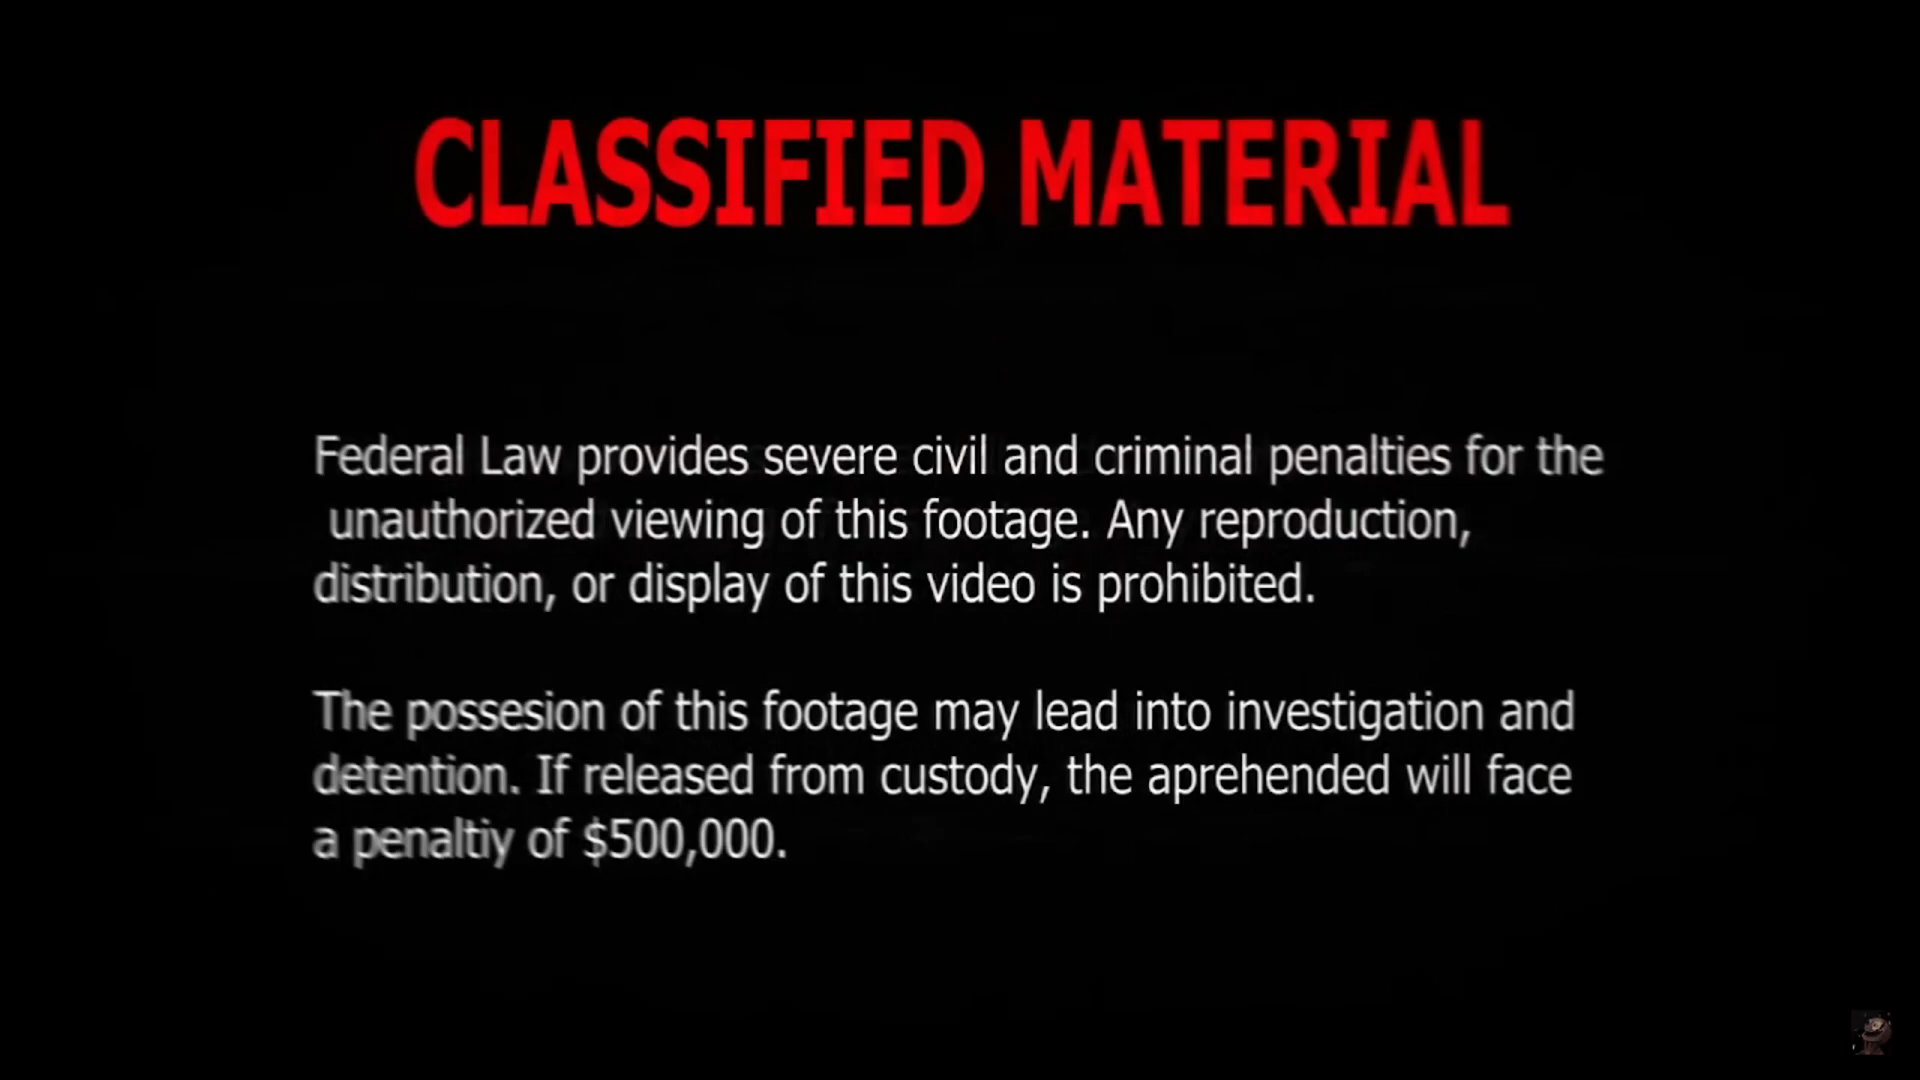 CLASSIFIED MATERIAL
Federal Law provides severe civil and criminal penalties for the
unauthorized viewing of this footage. Any reproduction,
distribution, or display of this video is prohibited.
The possesion of this footage may lead into investigation and
detention. If released from custody, the aprehended will face
a penaltiy of $500,000.